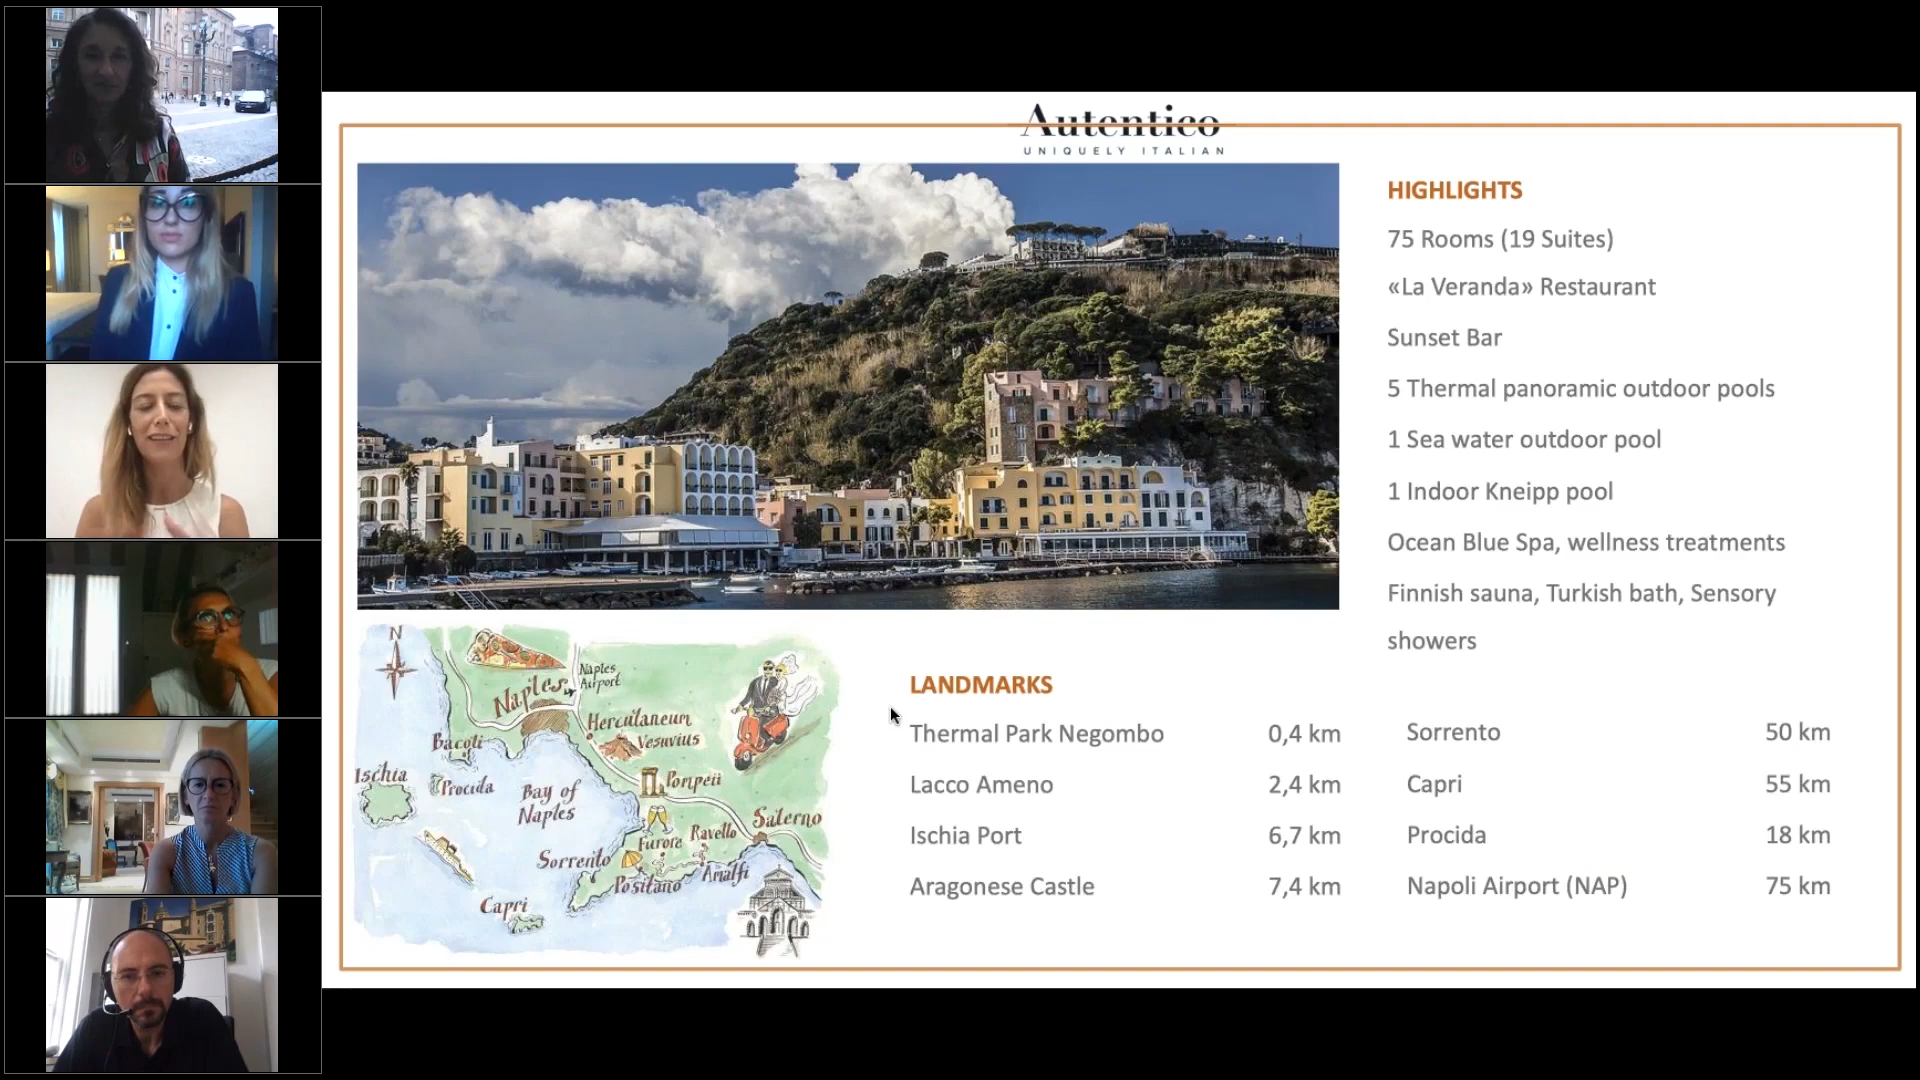 Autentico
UNIQUELY ITALIAN
HIGHLIGHTS
75 Rooms (19 Suites)
«La Veranda» Restaurant
Sunset Bar
5 Thermal panoramic outdoor pools
1 Sea water outdoor pool
1 Indoor Kneipp pool
Ocean Blue Spa, wellness treatments
Finnish sauna, Turkish bath, Sensory
showers
N
Naples
Naples
Airport
Herculaneum
Vesuvius
Bacoli
Ischia
Procida
Bay of
Naples
Pompeii
Salerno
Ravello
Furore
Sorrento
Positano
Amalfi
Capri
LANDMARKS
Thermal Park Negombo 0,4 km
Lacco Ameno 2,4 km
Ischia Port 6,7 km
Aragonese Castle 7,4 km
Sorrento 50 km
Capri 55 km
Procida 18 km
Napoli Airport (NAP) 75 km